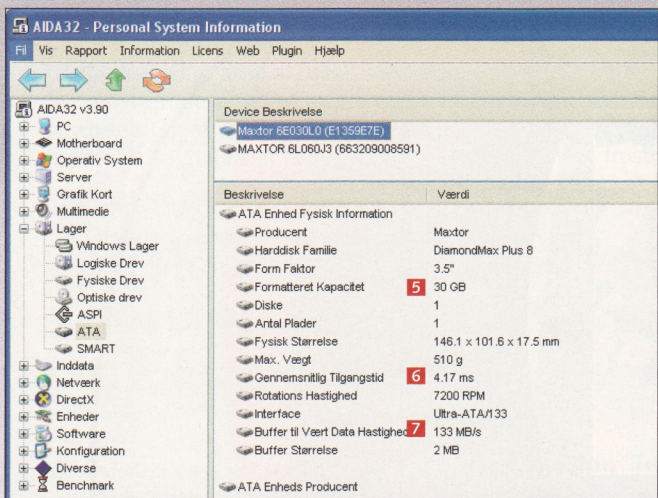 AIDA32 - Personal System Information
Fil Vis Rapport Information Licens Web Plugin Hjælp
AIDA32 v3.90
PC
Motherboard
Operativ System
Server
Grafik Kort
Multimedie
Lager
Windows Lager
Logiske Drev
Fysiske Drev
Optiske drev
ASPI
ATA
SMART
Inddata
Netværk
DirectX
Enheder
Software
Konfiguration
Diverse
Benchmark
Device Beskrivelse
Maxtor 6E030L0 (E1359E7E)
MAXTOR 6L060J3 (663209008591)
Beskrivelse Værdi
ATA Enhed Fysisk Information
Producent Maxtor
Harddisk Familie DiamondMax Plus 8
Form Faktor 3.5"
Formatteret Kapacitet 5 30 GB
Diske 1
Antal Plader 1
Fysisk Størrelse 146.1 x 101.6 x 17.5 mm
Max. Vægt 510 g
Gennemsnitlig Tilgangstid 6 4.17 ms
Rotations Hastighed 7200 RPM
Interface Ultra-ATA/133
Buffer til Vært Data Hastighed 7 133 MB/s
Buffer Størrelse 2 MB
ATA Enheds Producent